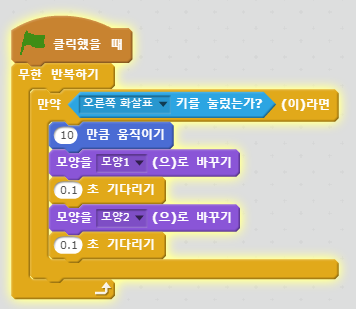 클릭했을 때
무한 반복하기
만약 오른쪽 화살표 키를 눌렀는가? (이)라면
10 만큼 움직이기
모양을 모양1 (으)로 바꾸기
0.1 초 기다리기
모양을 모양2 (으)로 바꾸기
0.1 초 기다리기